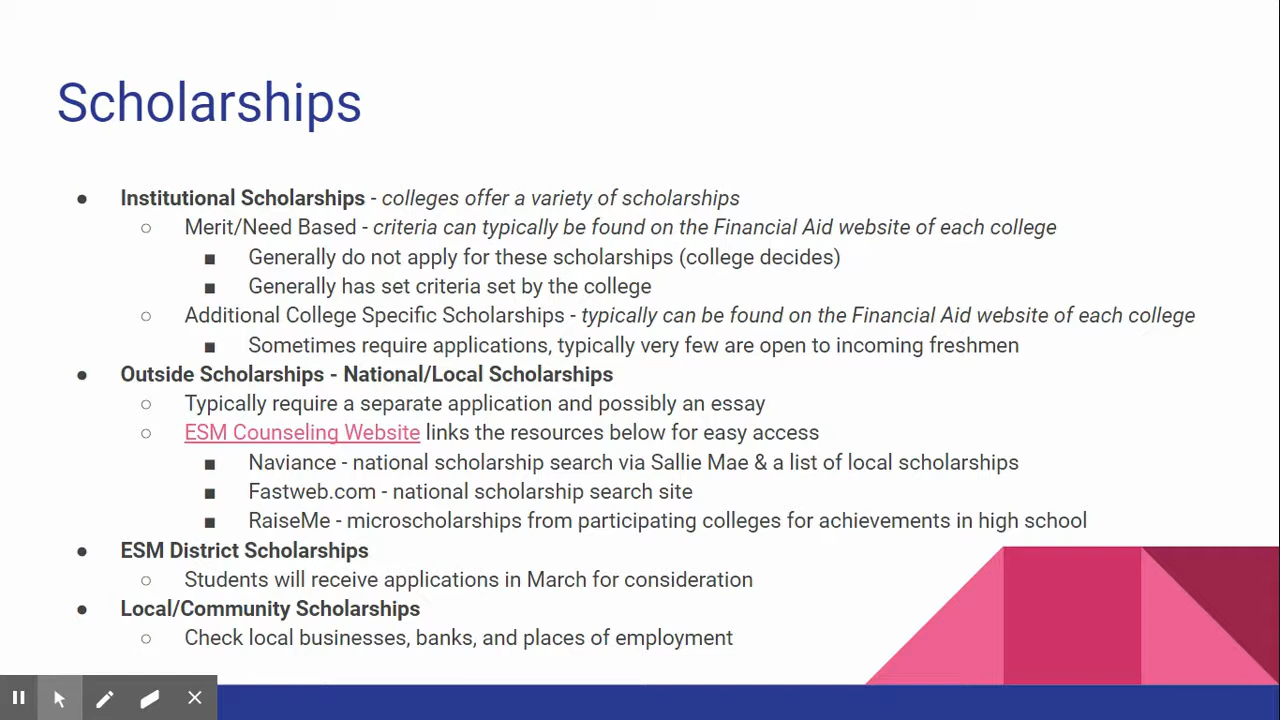 Scholarships
● Institutional Scholarships - colleges offer a variety of scholarships
○ Merit/Need Based - criteria can typically be found on the Financial Aid website of each college
■ Generally do not apply for these scholarships (college decides)
■ Generally has set criteria set by the college
○ Additional College Specific Scholarships - typically can be found on the Financial Aid website of each college
■ Sometimes require applications, typically very few are open to incoming freshmen
● Outside Scholarships - National/Local Scholarships
○ Typically require a separate application and possibly an essay
○ ESM Counseling Website links the resources below for easy access
■ Naviance - national scholarship search via Sallie Mae & a list of local scholarships
■ Fastweb.com - national scholarship search site
■ RaiseMe - microscholarships from participating colleges for achievements in high school
● ESM District Scholarships
○ Students will receive applications in March for consideration
● Local/Community Scholarships
○ Check local businesses, banks, and places of employment